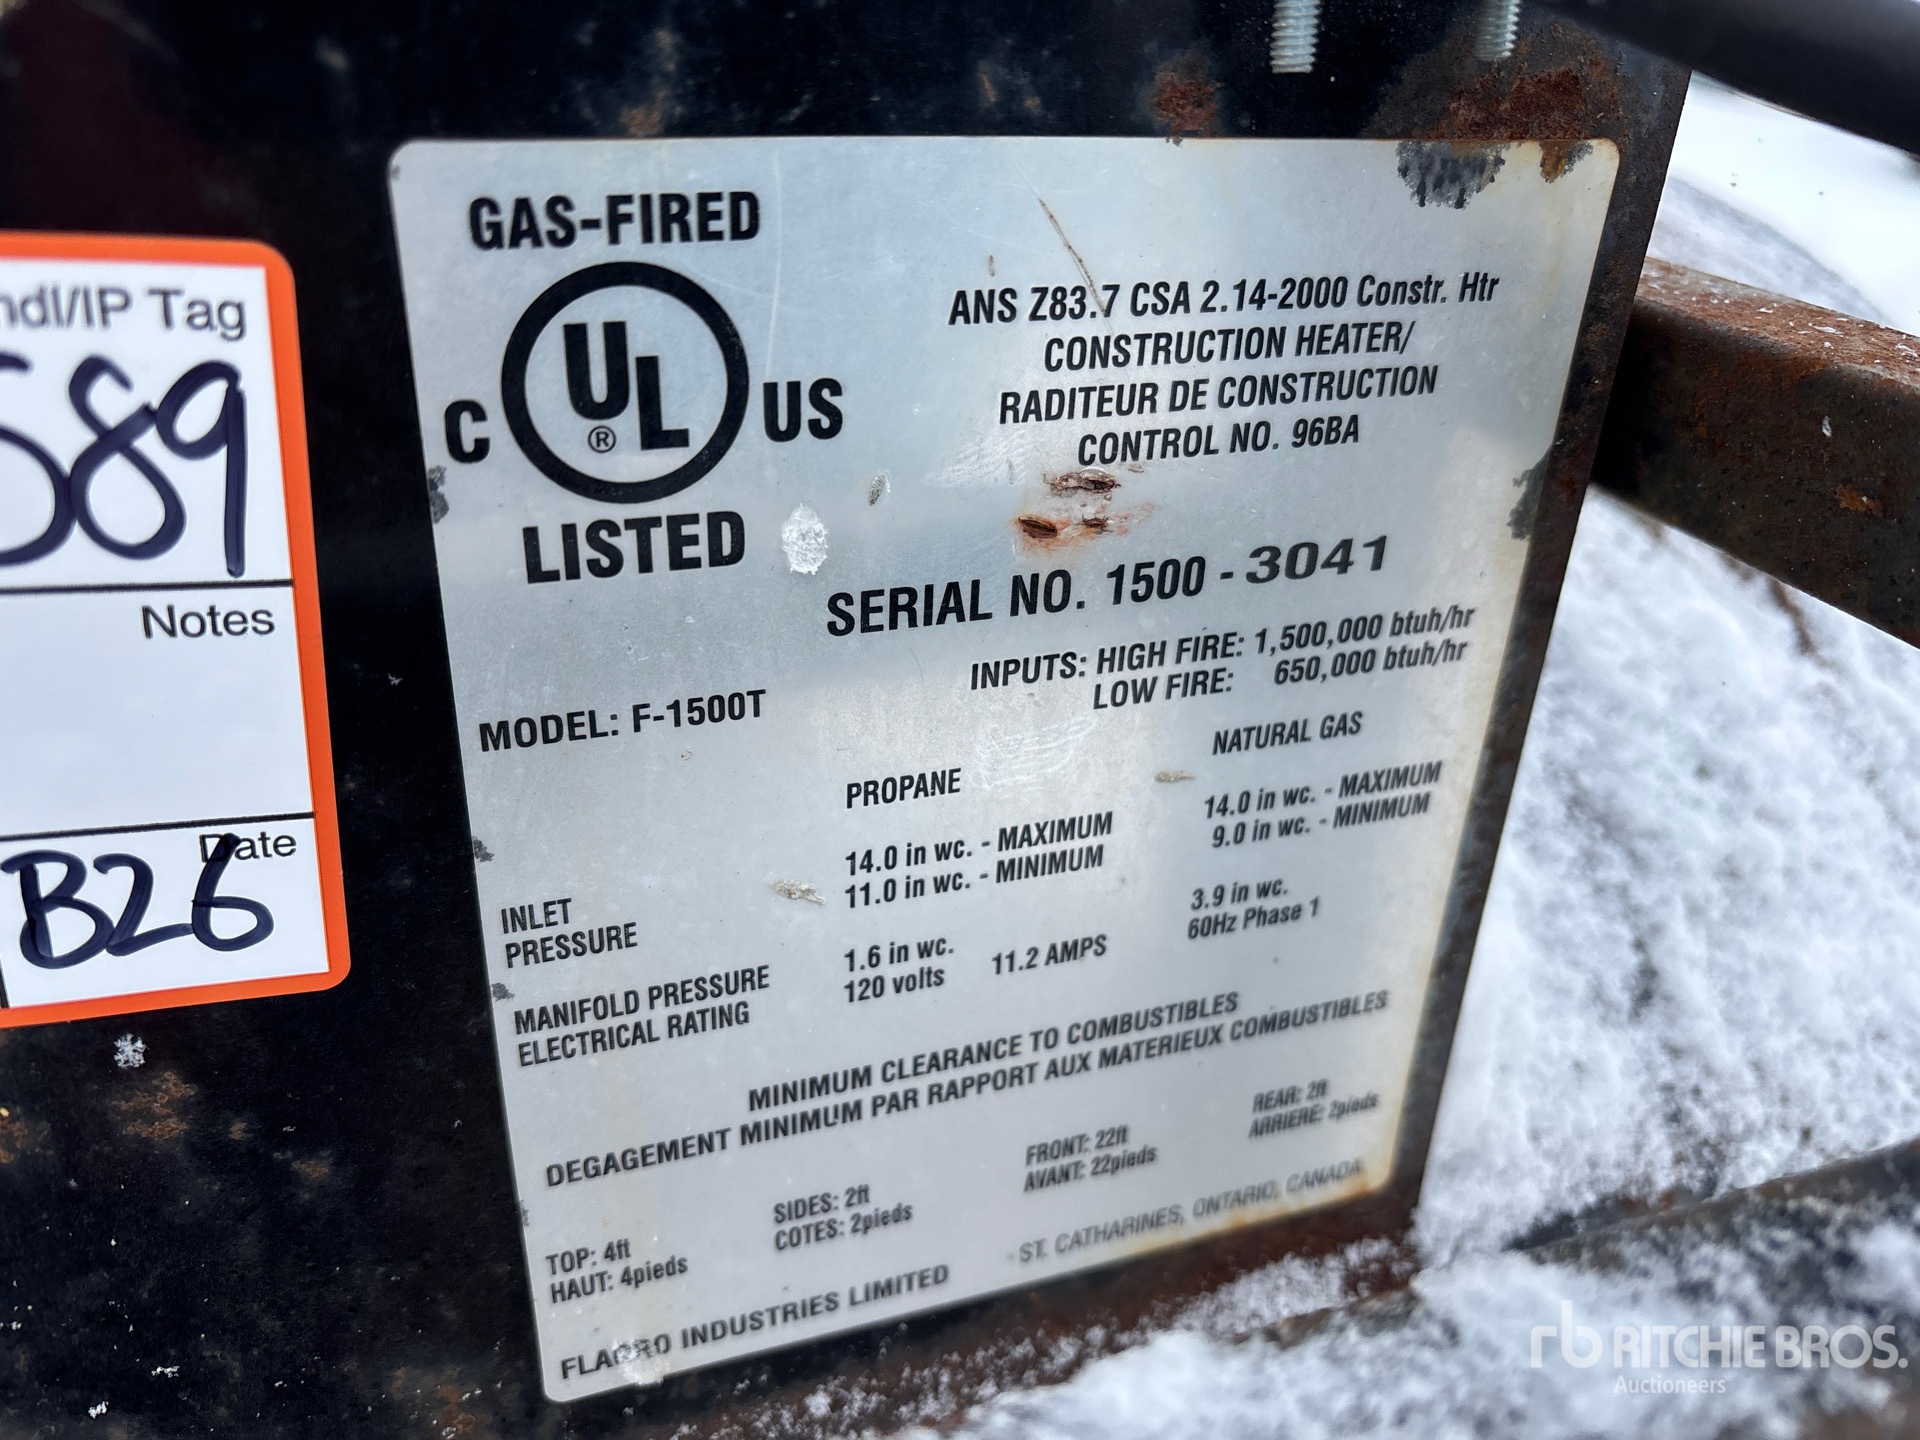 GAS-FIRED
C UL ® US
LISTED
ANS Z83.7 CSA 2.14-2000 Constr. Htr
CONSTRUCTION HEATER/
RADITEUR DE CONSTRUCTION
CONTROL NO. 96BA
SERIAL NO. 1500 - 3041
MODEL: F-1500T
INPUTS: HIGH FIRE: 1,500,000 btuh/hr
LOW FIRE: 650,000 btuh/hr
PROPANE NATURAL GAS
INLET
PRESSURE
14.0 in wc. - MAXIMUM
11.0 in wc. - MINIMUM
14.0 in wc. - MAXIMUM
9.0 in wc. - MINIMUM
MANIFOLD PRESSURE 1.6 in wc. 3.9 in wc.
ELECTRICAL RATING 120 volts 11.2 AMPS 60Hz Phase 1
MINIMUM CLEARANCE TO COMBUSTIBLES
DEGAGEMENT MINIMUM PAR RAPPORT AUX MATERIEUX COMBUSTIBLES
TOP: 4ft SIDES: 2ft FRONT: 22ft REAR: 2ft
HAUT: 4pieds COTES: 2pieds AVANT: 22pieds ARRIERE: 2pieds
FLAGRO INDUSTRIES LIMITED ST. CATHARINES, ONTARIO, CANADA
ndl/IP Tag
589
Notes
Date
B26
rb RITCHIE BROS.
Auctioneers